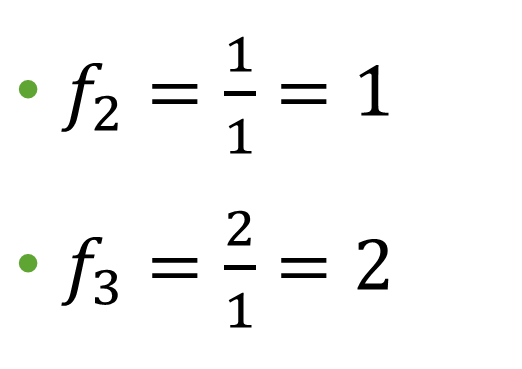 • f₂ = 1/1 = 1
• f₃ = 2/1 = 2